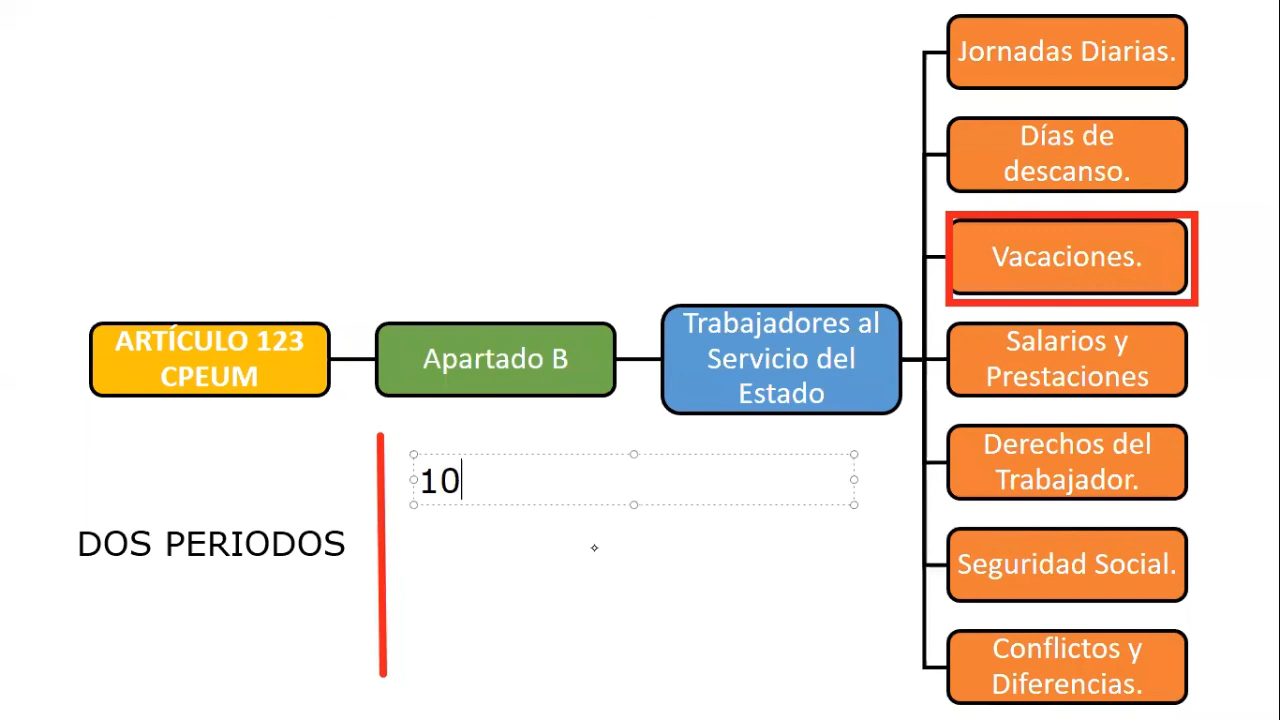 ARTÍCULO 123
CPEUM
Apartado B
Trabajadores al
Servicio del
Estado
Jornadas Diarias.
Días de
descanso.
Vacaciones.
Salarios y
Prestaciones
Derechos del
Trabajador.
Seguridad Social.
Conflictos y
Diferencias.
DOS PERIODOS
10